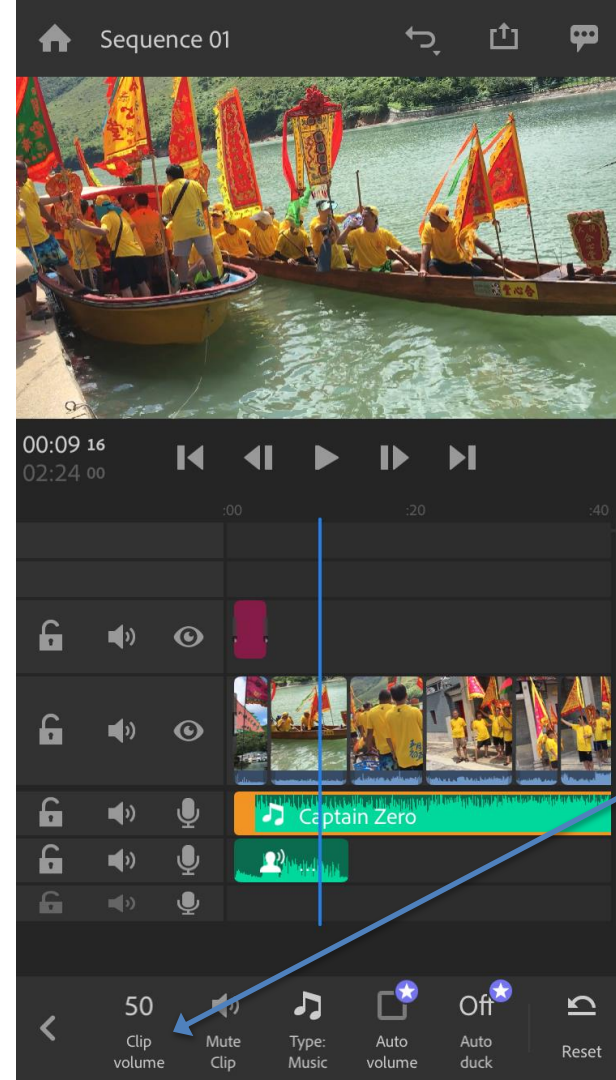 Sequence 01
00:09 16
02:24 00
:00 :20 :40
Captain Zero
...
50
Off
Clip
volume
Mute
Clip
Type:
Music
Auto
volume
Auto
duck
Reset